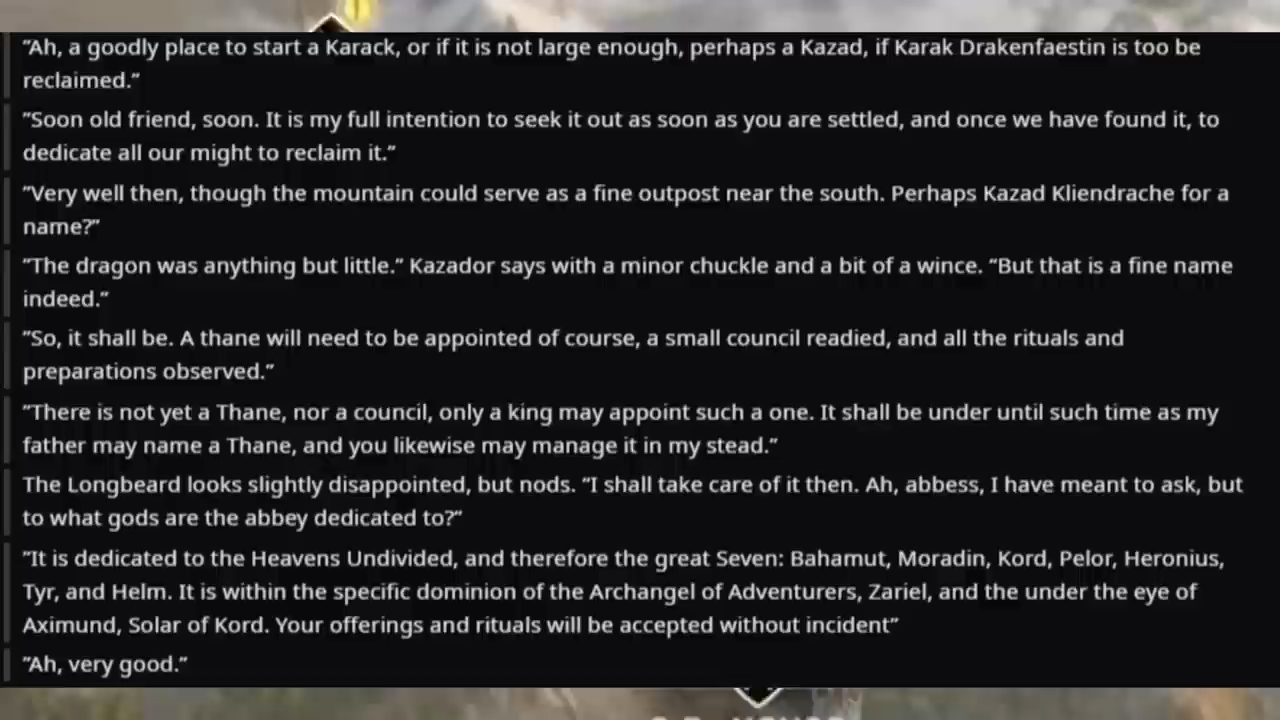 “Ah, a goodly place to start a Karack, or if it is not large enough, perhaps a Kazad, if Karak Drakenfaestin is too be
reclaimed.”
“Soon old friend, soon. It is my full intention to seek it out as soon as you are settled, and once we have found it, to
dedicate all our might to reclaim it.”
“Very well then, though the mountain could serve as a fine outpost near the south. Perhaps Kazad Kliendrache for a
name?”
“The dragon was anything but little.” Kazador says with a minor chuckle and a bit of a wince. “But that is a fine name
indeed.”
“So, it shall be. A thane will need to be appointed of course, a small council readied, and all the rituals and
preparations observed.”
“There is not yet a Thane, nor a council, only a king may appoint such a one. It shall be under until such time as my
father may name a Thane, and you likewise may manage it in my stead.”
The Longbeard looks slightly disappointed, but nods. “I shall take care of it then. Ah, abbess, I have meant to ask, but
to what gods are the abbey dedicated to?”
“It is dedicated to the Heavens Undivided, and therefore the great Seven: Bahamut, Moradin, Kord, Pelor, Heronius,
Tyr, and Helm. It is within the specific dominion of the Archangel of Adventurers, Zariel, and the under the eye of
Aximund, Solar of Kord. Your offerings and rituals will be accepted without incident”
“Ah, very good.”